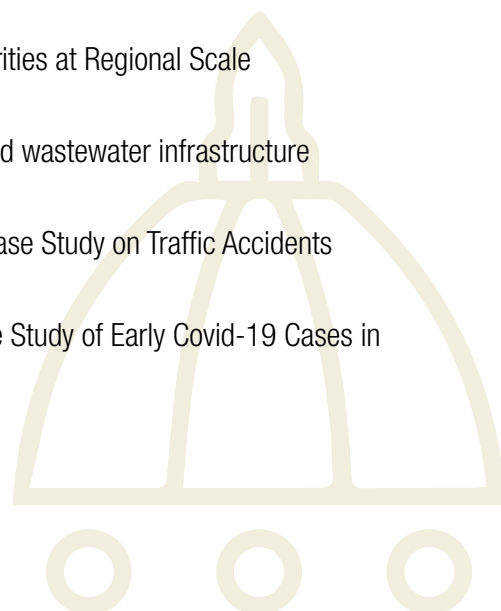 rities at Regional Scale
d wastewater infrastructure
ase Study on Traffic Accidents
e Study of Early Covid-19 Cases in